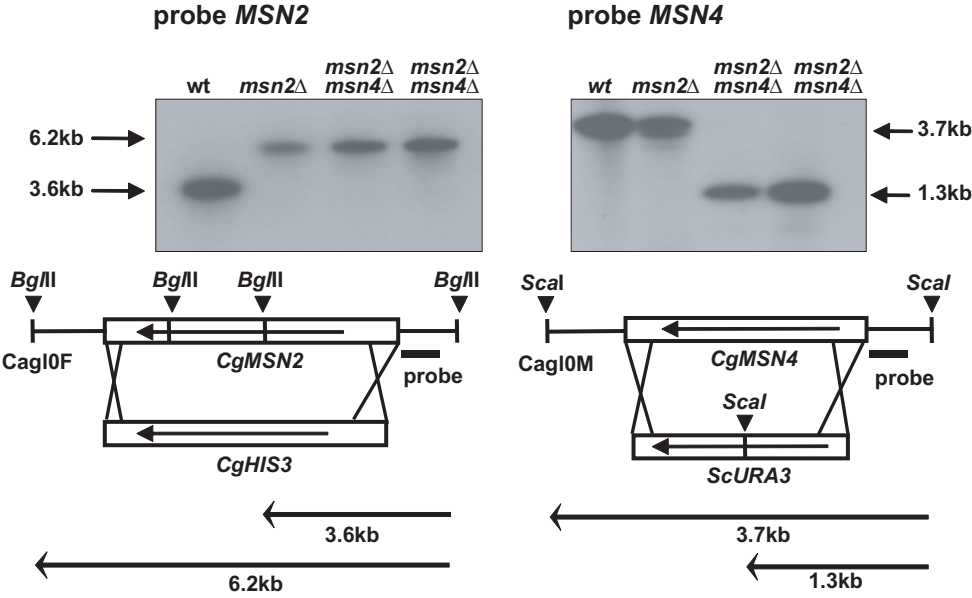 probe MSN2
probe MSN4
wt msn2Δ msn2Δ msn4Δ msn2Δ msn4Δ
wt msn2Δ msn2Δ msn4Δ msn2Δ msn4Δ
6.2kb
3.6kb
3.7kb
1.3kb
BglII BglII BglII BglII
CagI0F
CgMSN2
probe
CgHIS3
3.6kb
6.2kb
ScaI ScaI
CagI0M
CgMSN4
probe
ScaI
ScURA3
3.7kb
1.3kb